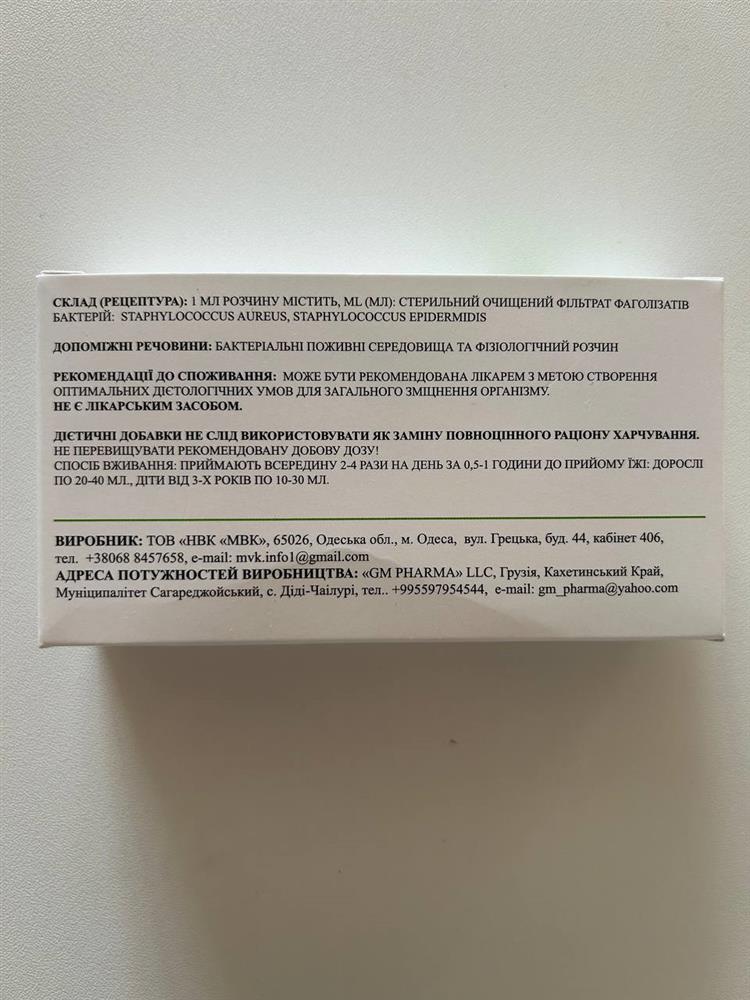 СКЛАД (РЕЦЕПТУРА): 1 МЛ РОЗЧИНУ МІСТИТЬ, ML (МЛ): СТЕРИЛЬНИЙ ОЧИЩЕНИЙ ФІЛЬТРАТ ФАГОЛІЗАТІВ
БАКТЕРІЙ: STAPHYLOCOCCUS AUREUS, STAPHYLOCOCCUS EPIDERMIDIS
ДОПОМІЖНІ РЕЧОВИНИ: БАКТЕРІАЛЬНІ ПОЖИВНІ СЕРЕДОВИЩА ТА ФІЗІОЛОГІЧНИЙ РОЗЧИН
РЕКОМЕНДАЦІЇ ДО СПОЖИВАННЯ: МОЖЕ БУТИ РЕКОМЕНДОВАНА ЛІКАРЕМ З МЕТОЮ СТВОРЕННЯ
ОПТИМАЛЬНИХ ДІЄТОЛОГІЧНИХ УМОВ ДЛЯ ЗАГАЛЬНОГО ЗМІЦНЕННЯ ОРГАНІЗМУ.
НЕ Є ЛІКАРСЬКИМ ЗАСОБОМ.
ДІЄТИЧНІ ДОБАВКИ НЕ СЛІД ВИКОРИСТОВУВАТИ ЯК ЗАМІНУ ПОВНОЦІННОГО РАЦІОНУ ХАРЧУВАННЯ.
НЕ ПЕРЕВИЩУВАТИ РЕКОМЕНДОВАНУ ДОБОВУ ДОЗУ!
СПОСІБ ВЖИВАННЯ: ПРИЙМАЮТЬ ВСЕРЕДИНУ 2-4 РАЗИ НА ДЕНЬ ЗА 0,5-1 ГОДИНИ ДО ПРИЙОМУ ЇЖІ: ДОРОСЛІ
ПО 20-40 МЛ., ДІТИ ВІД 3-Х РОКІВ ПО 10-30 МЛ.
ВИРОБНИК: ТОВ «НВК «МВК», 65026, Одеська обл., м. Одеса, вул. Грецька, буд. 44, кабінет 406,
тел. +38068 8457658, e-mail: mvk.info1@gmail.com
АДРЕСА ПОТУЖНОСТЕЙ ВИРОБНИЦТВА: «GM PHARMA» LLC, Грузія, Кахетинський Край,
Муніципалітет Сагареджойський, с. Діді-Чаілурі, тел.. +995597954544, e-mail: gm_pharma@yahoo.com